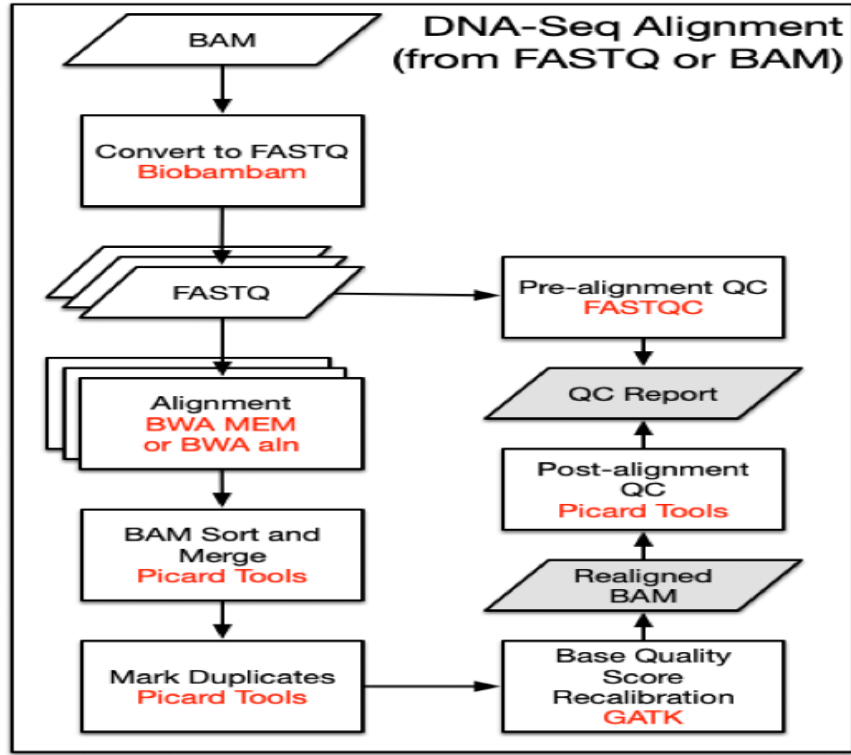 DNA-Seq Alignment
(from FASTQ or BAM)
BAM
Convert to FASTQ
Biobambam
FASTQ
Alignment
BWA MEM
or BWA aln
BAM Sort and
Merge
Picard Tools
Mark Duplicates
Picard Tools
Pre-alignment QC
FASTQC
QC Report
Post-alignment
QC
Picard Tools
Realigned
BAM
Base Quality
Score
Recalibration
GATK